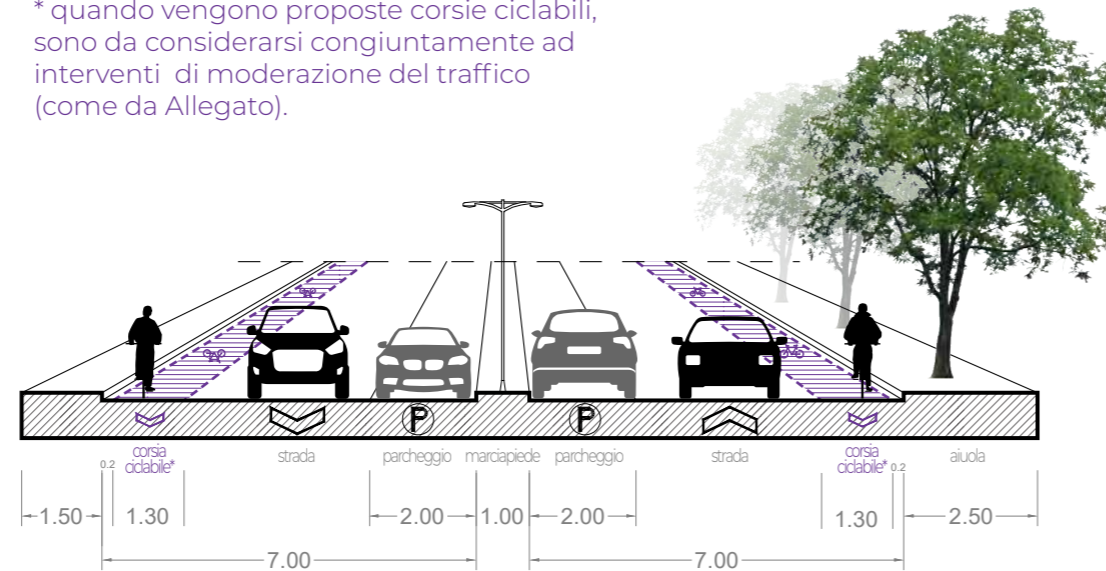 * quando vengono proposte corsie ciclabili,
sono da considerarsi congiuntamente ad
interventi di moderazione del traffico
(come da Allegato).
P P
corsia ciclabile* strada parcheggio marciapiede parcheggio strada corsia ciclabile* aiuola
0.2 0.2
1.50 1.30 2.00 1.00 2.00 1.30 2.50
7.00 7.00